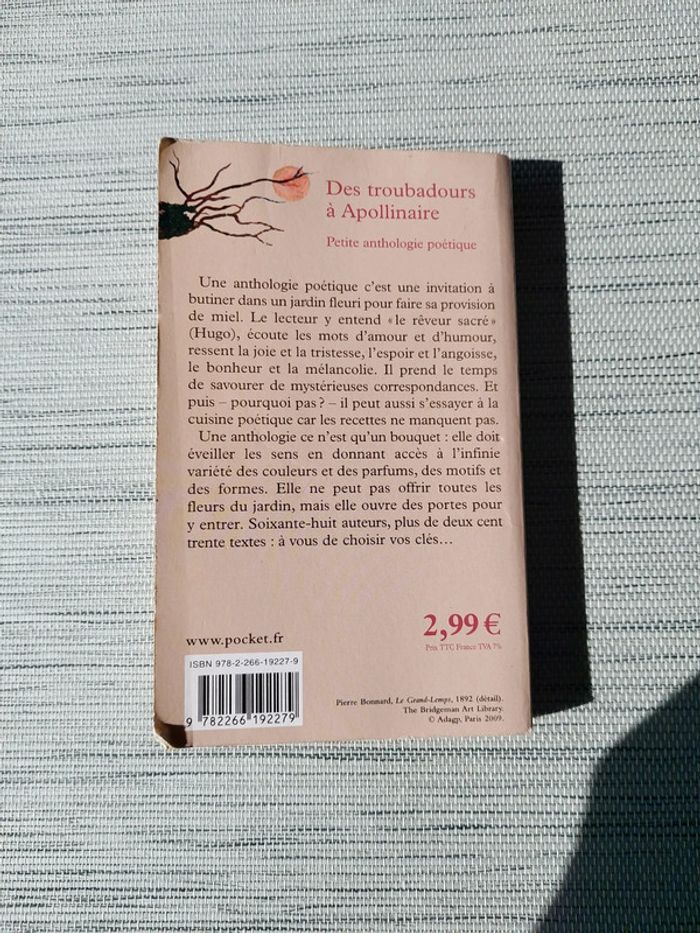 Des troubadours
à Apollinaire
Petite anthologie poétique
Une anthologie poétique c'est une invitation à
butiner dans un jardin fleuri pour faire sa provision
de miel. Le lecteur y entend « le rêveur sacré »
(Hugo), écoute les mots d'amour et d'humour,
ressent la joie et la tristesse, l'espoir et l'angoisse,
le bonheur et la mélancolie. Il prend le temps
de savourer de mystérieuses correspondances. Et
puis – pourquoi pas ? – il peut aussi s'essayer à la
cuisine poétique car les recettes ne manquent pas.
Une anthologie ce n'est qu'un bouquet : elle doit
éveiller les sens en donnant accès à l'infinie
variété des couleurs et des parfums, des motifs et
des formes. Elle ne peut pas offrir toutes les
fleurs du jardin, mais elle ouvre des portes pour
y entrer. Soixante-huit auteurs, plus de deux cent
trente textes : à vous de choisir vos clés…
2,99 €
Prix TTC France TVA 7%
www.pocket.fr
ISBN 978-2-266-19227-9
9 782266 192279
Pierre Bonnard, Le Grand-Lemps, 1892 (détail).
The Bridgeman Art Library.
© Adagp, Paris 2009.